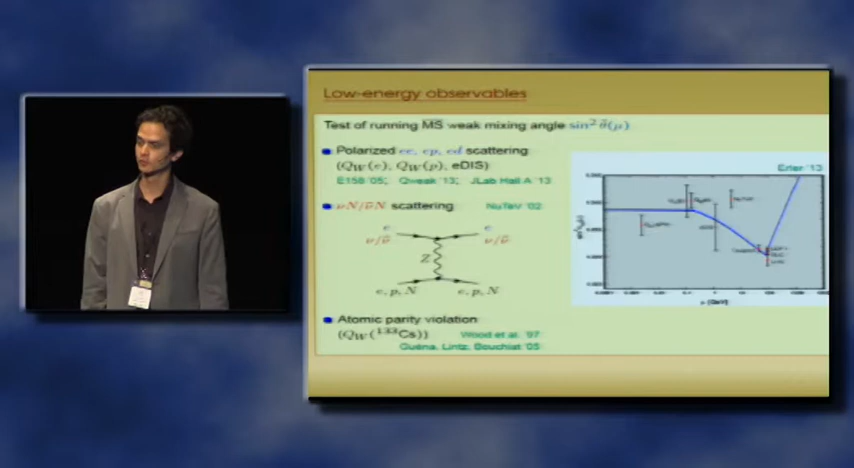 Low-energy observables
Test of running MS weak mixing angle sin² θ̂(μ)
Polarized ee, ep, ed scattering
(Q_W(e), Q_W(p), eDIS)
E158 '05; Qweak '13; JLab Hall A '13
νN/ν̄N scattering NuTeV '02
e e
ν/ν̄ ν/ν̄
Z
e, p, N e, p, N
Atomic parity violation
(Q_W(¹³³Cs)) Wood et al. '97
Guéna, Lintz, Bouchiat '05
Erler '13
μ [GeV]